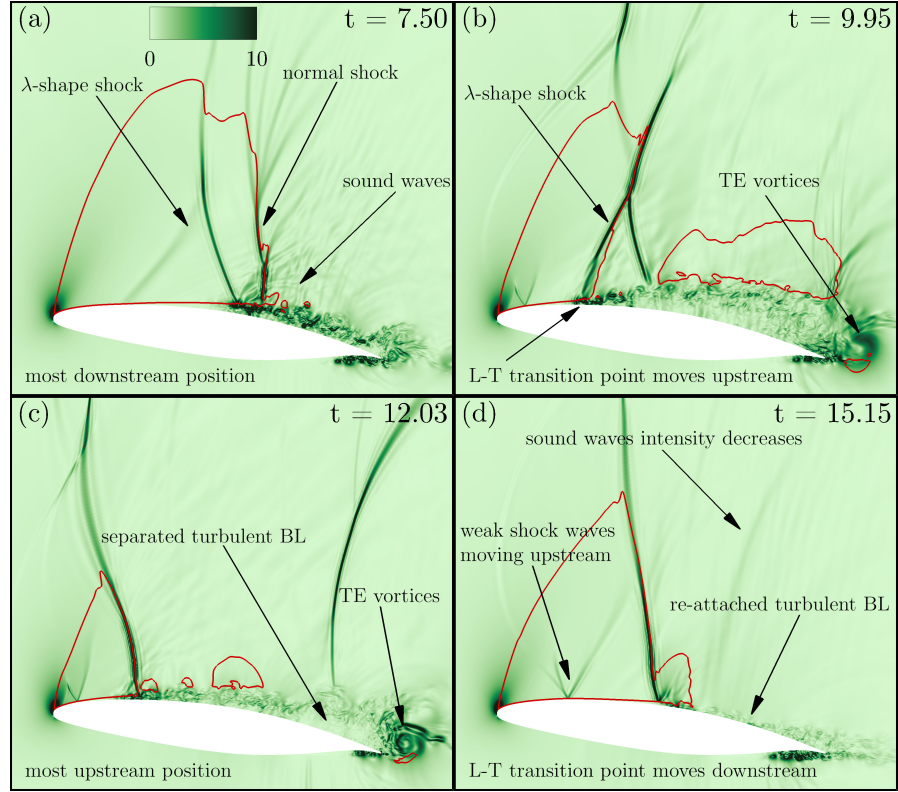 (a)
t = 7.50
0
10
λ-shape shock
normal shock
sound waves
most downstream position
(b)
t = 9.95
λ-shape shock
TE vortices
L-T transition point moves upstream
(c)
t = 12.03
separated turbulent BL
TE vortices
most upstream position
(d)
t = 15.15
sound waves intensity decreases
weak shock waves
moving upstream
re-attached turbulent BL
L-T transition point moves downstream